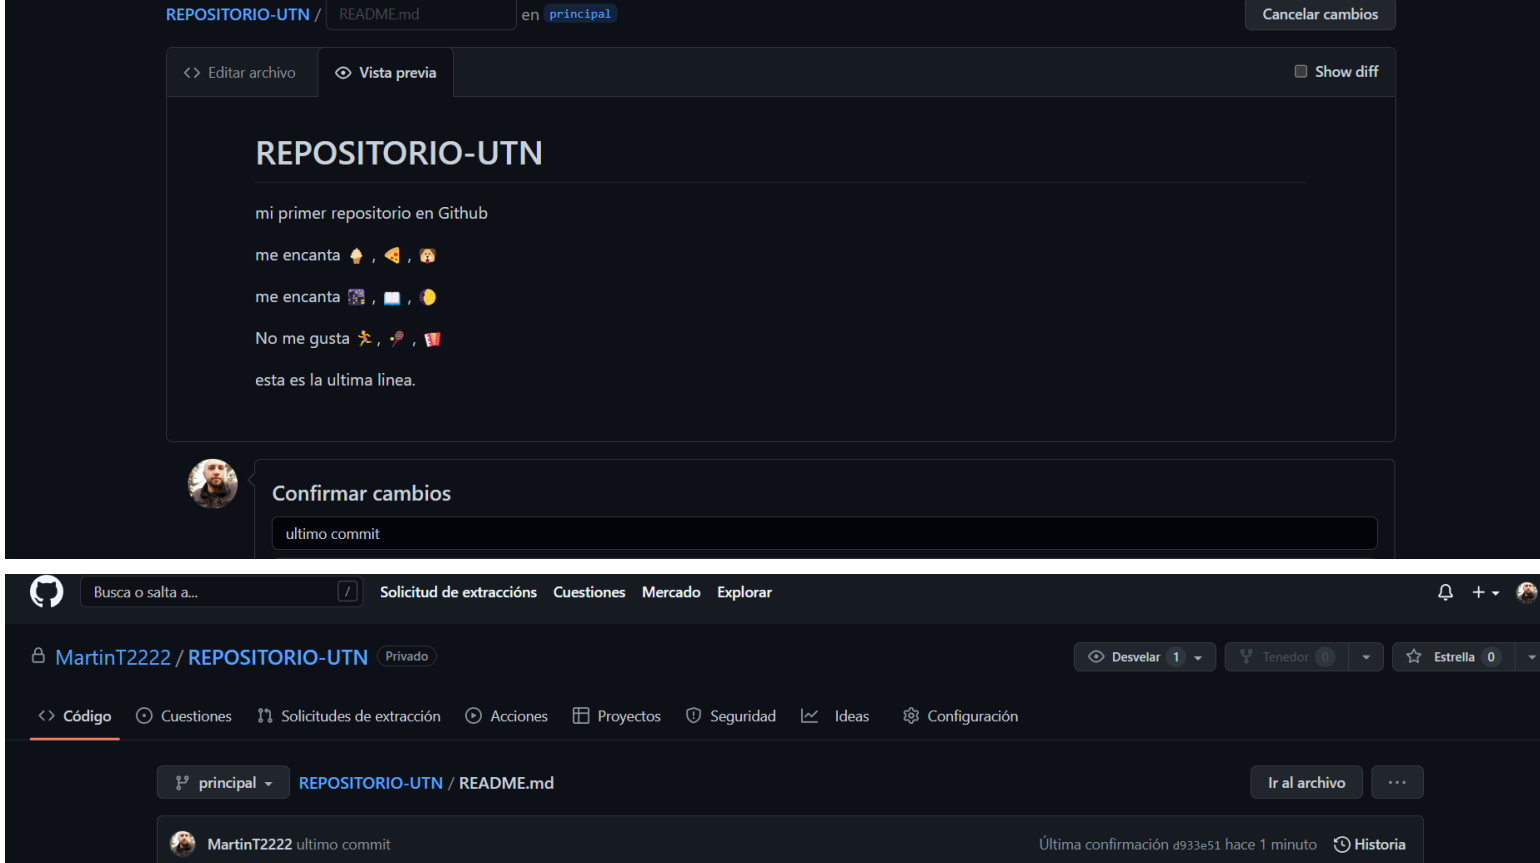 REPOSITORIO-UTN / README.md en principal Cancelar cambios
Editar archivo Vista previa Show diff
REPOSITORIO-UTN
mi primer repositorio en Github
me encanta 🍦 , 🍕 , 🐶
me encanta 🌃 , 📖 , 🌔
No me gusta 🏃 , 🎾 , 🍿
esta es la ultima linea.
Confirmar cambios
ultimo commit
Busca o salta a... / Solicitud de extraccións Cuestiones Mercado Explorar
MartinT2222 / REPOSITORIO-UTN Privado Desvelar 1 Tenedor 0 Estrella 0
Código Cuestiones Solicitudes de extracción Acciones Proyectos Seguridad Ideas Configuración
principal REPOSITORIO-UTN / README.md Ir al archivo ...
MartinT2222 ultimo commit Última confirmación d933e51 hace 1 minuto Historia